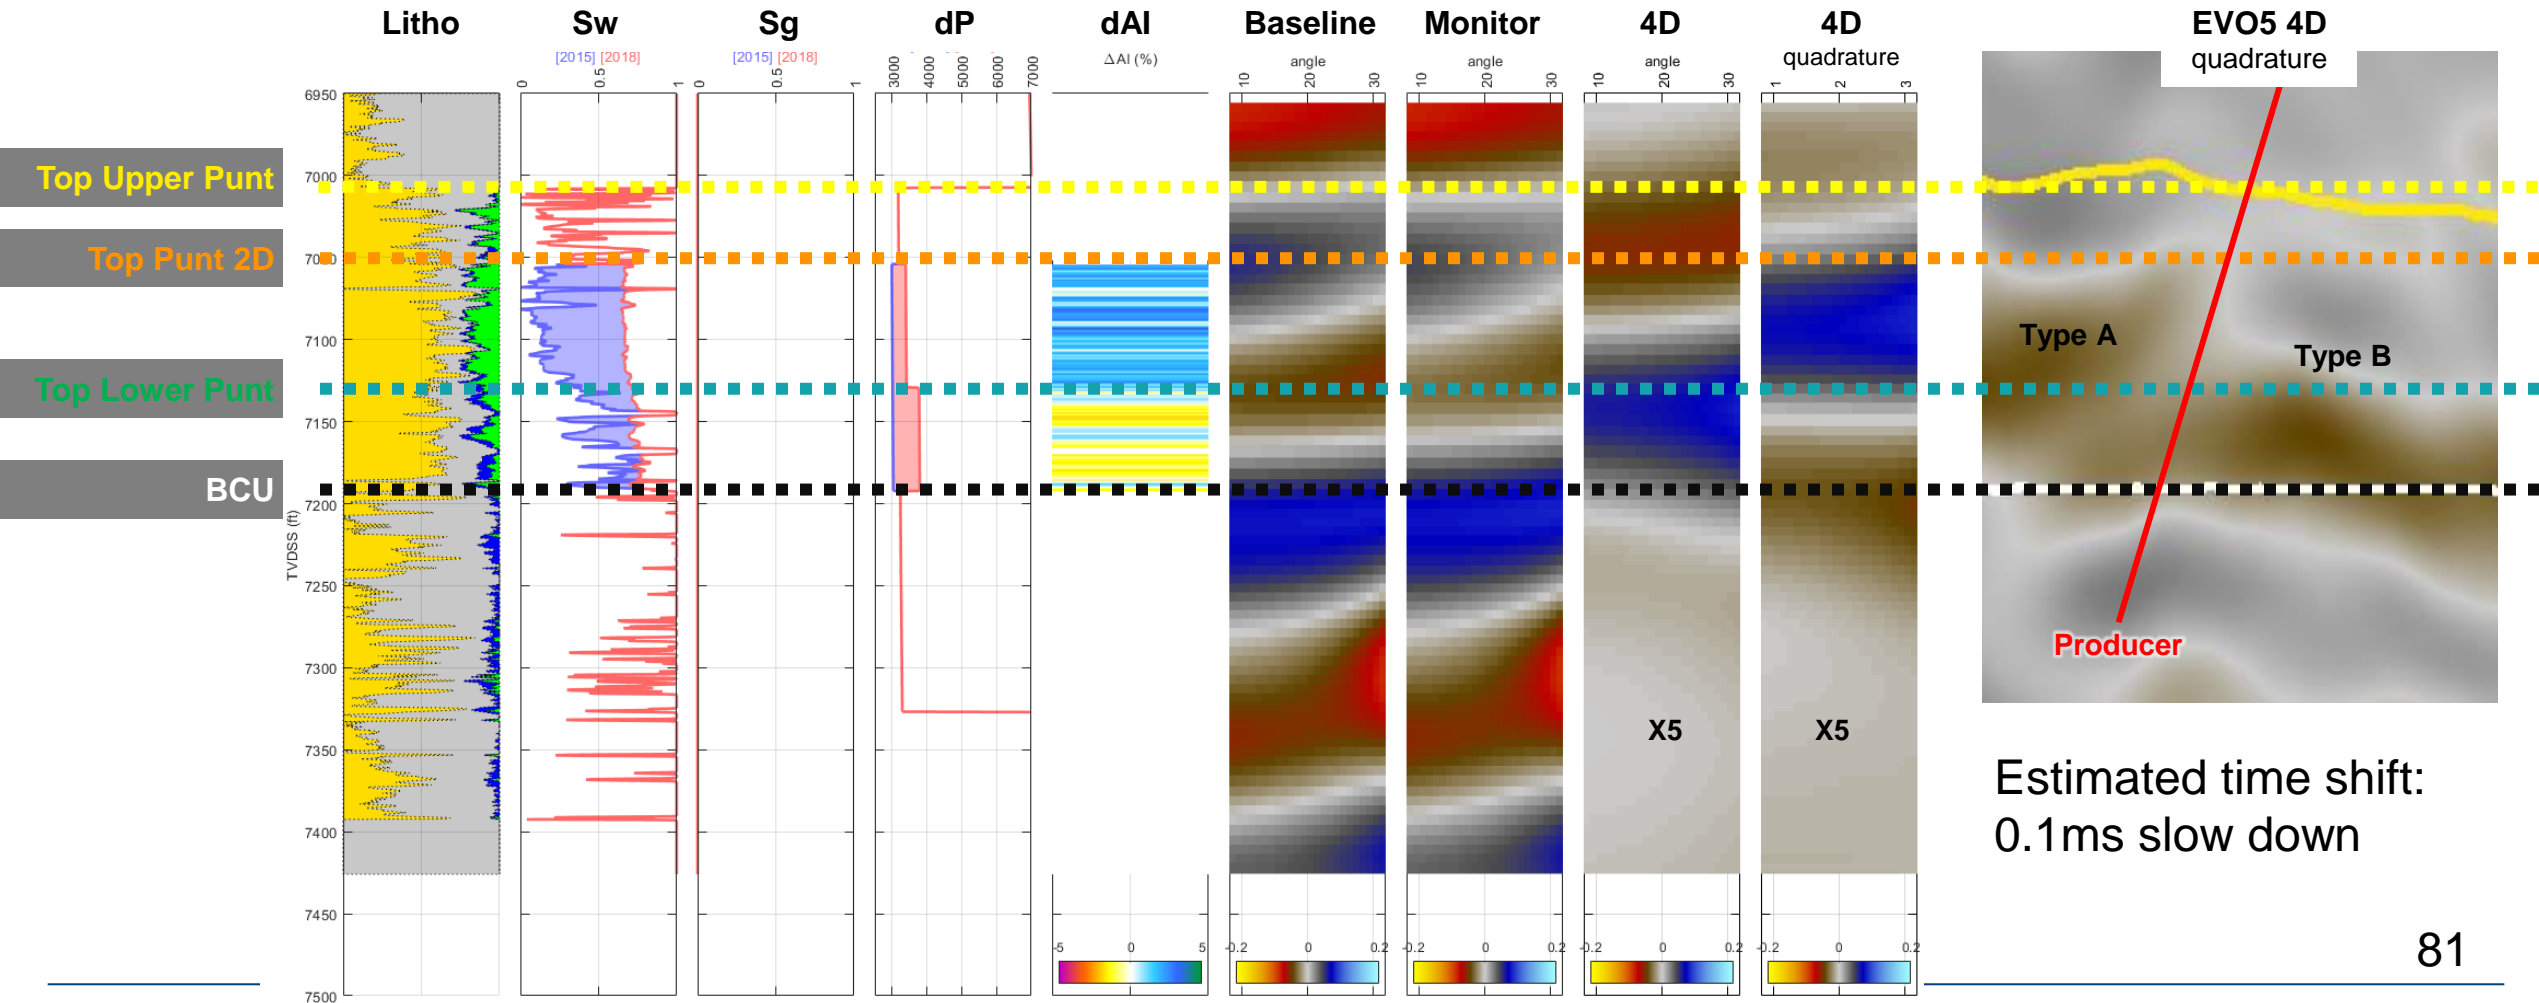 Litho
Sw
Sg
dP
dAI
Baseline
Monitor
4D
4D
quadrature
EVO5 4D
quadrature
[2015] [2018]
[2015] [2018]
ΔAI (%)
angle
angle
angle
0 0.5 1
0 0.5 1
3000 4000 5000 6000 7000
10 20 30
10 20 30
10 20 30
1 2 3
6950
7000
7100
7150
7200
7250
7300
7350
7400
7450
7500
TVDSS (ft)
Top Upper Punt
Top Punt 2D
Top Lower Punt
BCU
Type A
Type B
Producer
X5
X5
Estimated time shift:
0.1ms slow down
-5 0 5
-0.2 0 0.2
-0.2 0 0.2
-0.2 0 0.2
-0.2 0 0.2
81